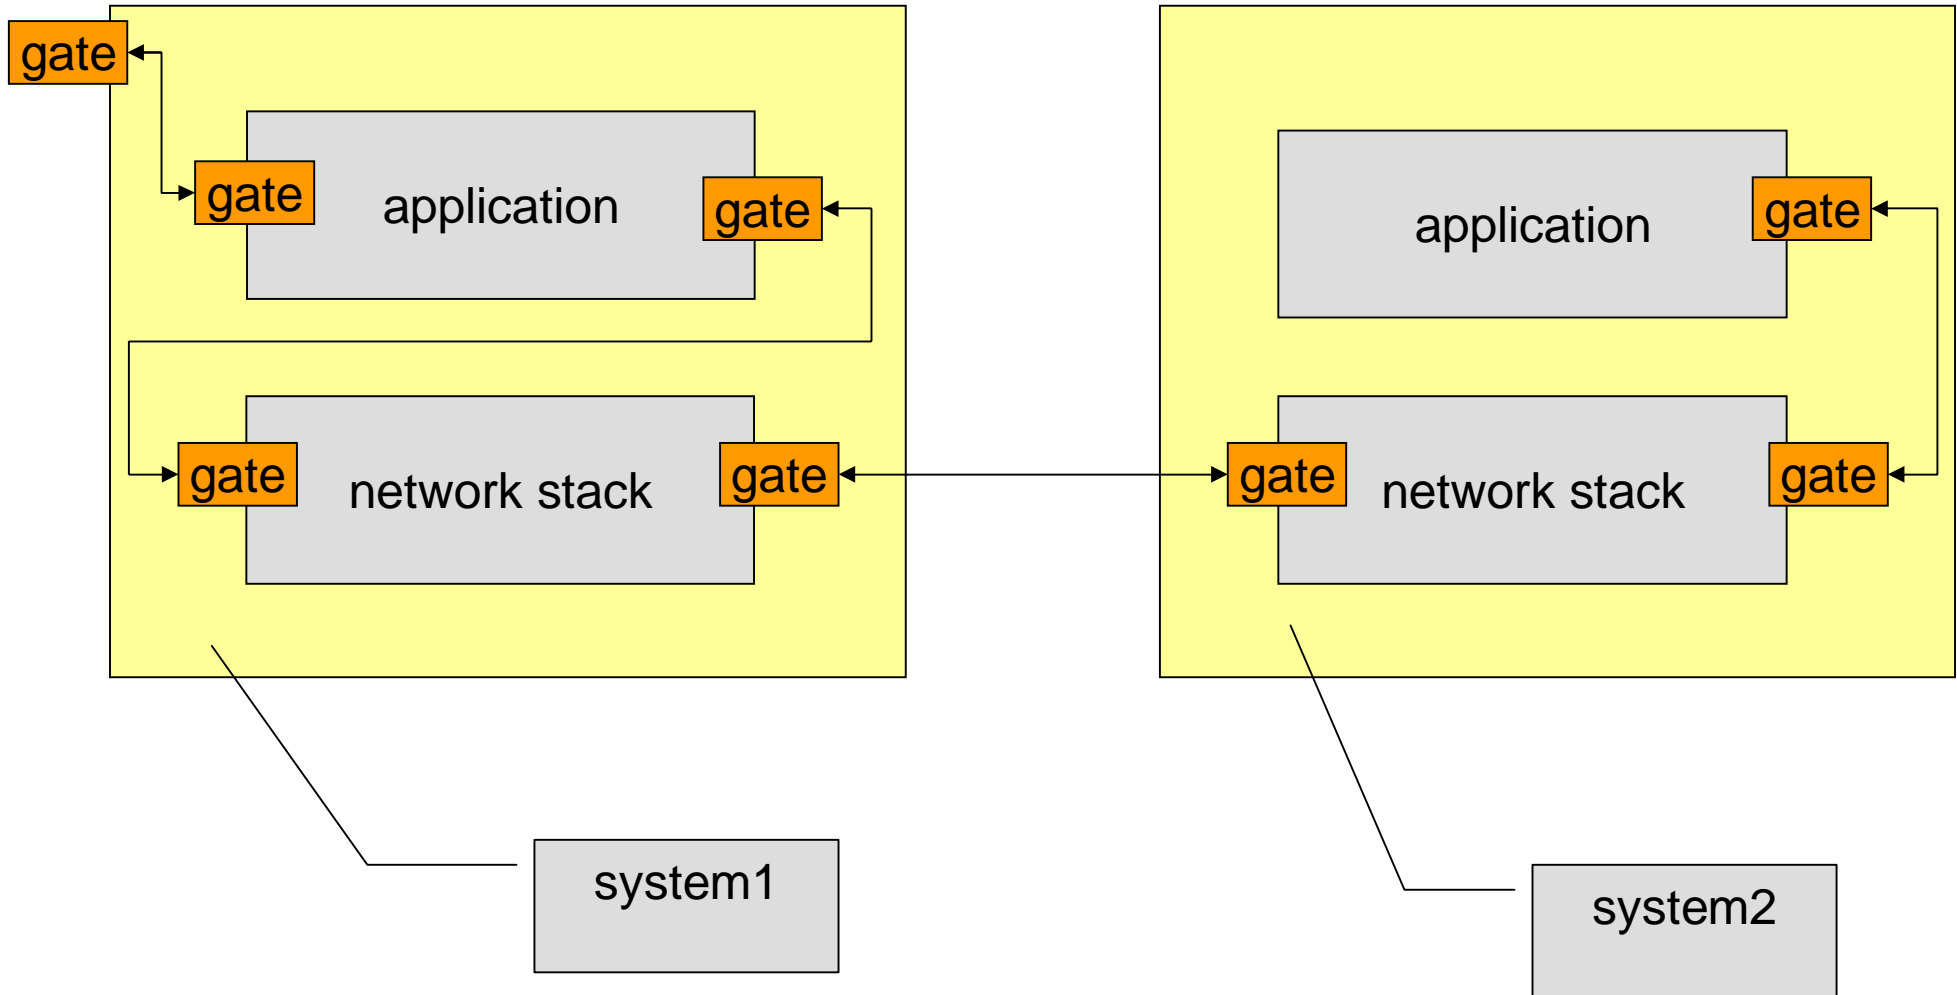 gate
gate
application
gate
application
gate
gate
network stack
gate
gate
network stack
gate
system1
system2